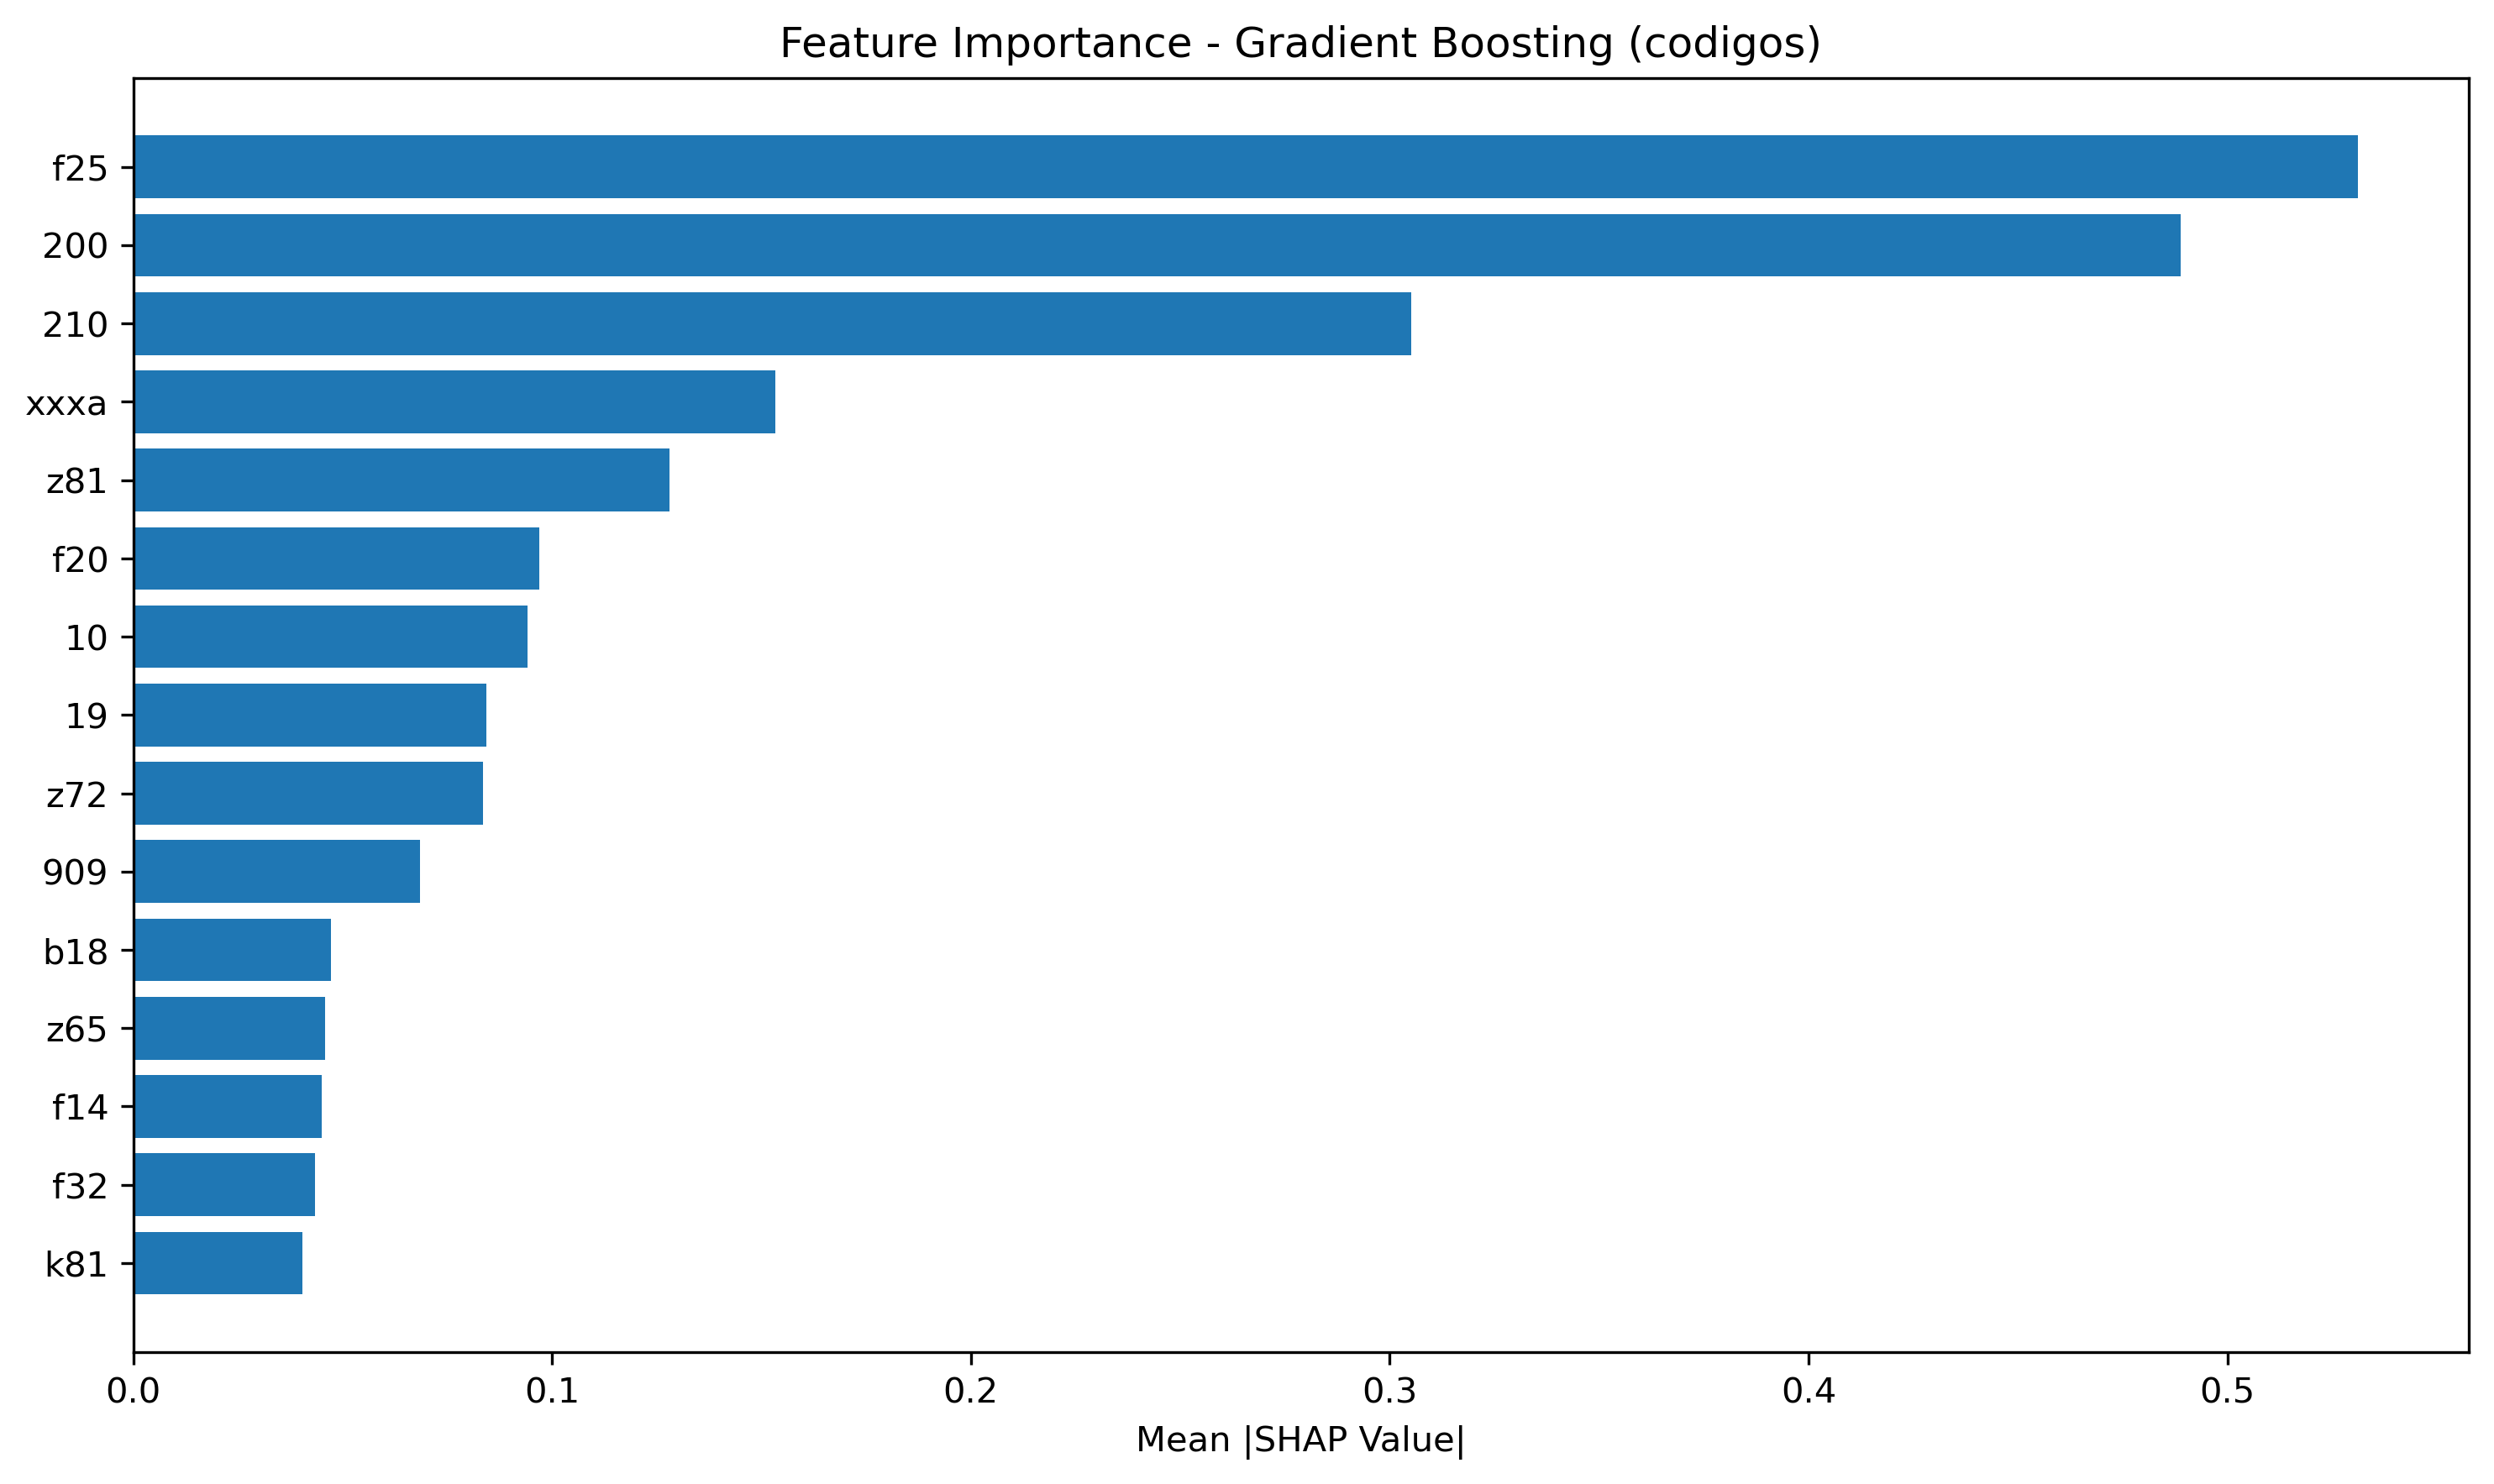 Feature Importance - Gradient Boosting (codigos)
f25
200
210
xxxa
z81
f20
10
19
z72
909
b18
z65
f14
f32
k81
0.0 0.1 0.2 0.3 0.4 0.5
Mean |SHAP Value|